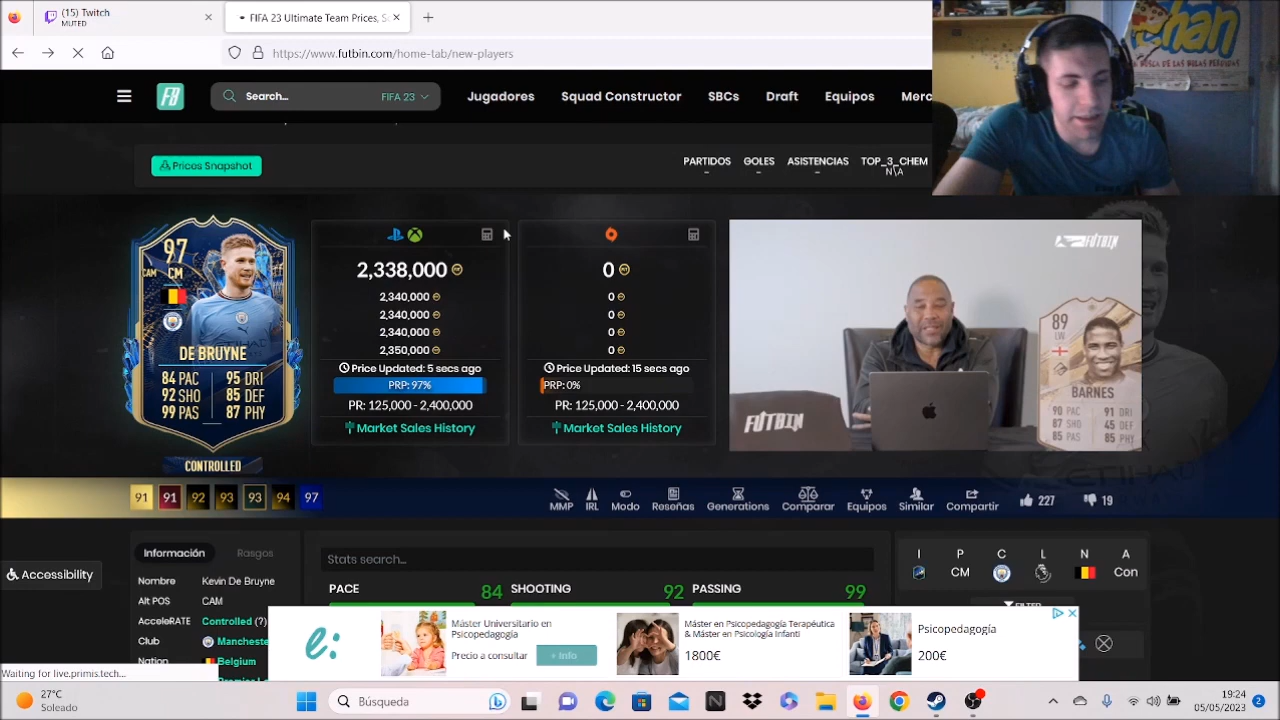 (15) Twitch
MUTED
FIFA 23 Ultimate Team Prices, S
https://www.futbin.com/home-tab/new-players
han
Search...
FIFA 23
Jugadores
Squad Constructor
SBCs
Draft
Equipos
Merc
Prices Snapshot
PARTIDOS GOLES ASISTENCIAS TOP_3_CHEM
- - - N\A
97
CAM CM
DE BRUYNE
84 PAC 95 DRI
92 SHO 85 DEF
99 PAS 87 PHY
CONTROLLED
2,338,000
2,340,000
2,340,000
2,340,000
2,350,000
Price Updated: 5 secs ago
PRP: 97%
PR: 125,000 - 2,400,000
Market Sales History
0
0
0
0
0
Price Updated: 15 secs ago
PRP: 0%
PR: 125,000 - 2,400,000
Market Sales History
FUTBIN
FUTBIN
89
LW
BARNES
90 PAC 91 DRI
87 SHO 45 DEF
85 PAS 85 PHY
91 91 92 93 93 94 97
MMP IRL Modo Reseñas Generations Comparar Equipos Similar Compartir
227 19
Accessibility
Información Rasgos
Nombre Kevin De Bruyne
Alt POS CAM
AcceleRATE Controlled (?)
Club Mancheste
Nation Belgium
Stats search...
PACE 84 SHOOTING 92 PASSING 99
I P C L N A
CM Con
Máster Universitario en
Psicopedagogía
Precio a consultar + Info
Máster en Psicopedagogía Terapéutica
& Máster en Psicología Infanti
1800€
Psicopedagogía
200€
Waiting for live.primis.tech...
27°C
Soleado
Búsqueda
19:24
05/05/2023
2